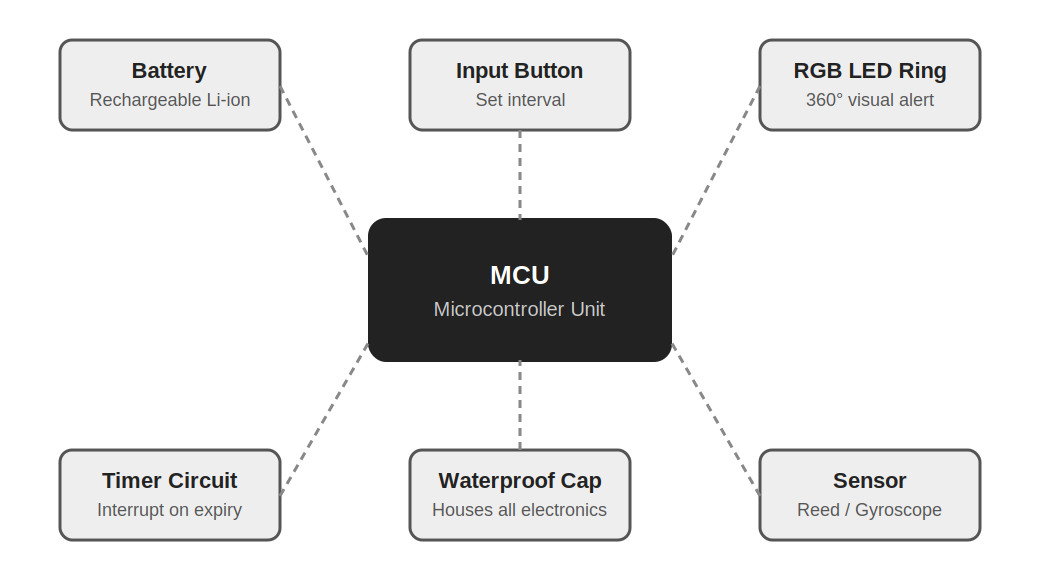 Battery
Rechargeable Li-ion
Input Button
Set interval
RGB LED Ring
360° visual alert
MCU
Microcontroller Unit
Timer Circuit
Interrupt on expiry
Waterproof Cap
Houses all electronics
Sensor
Reed / Gyroscope